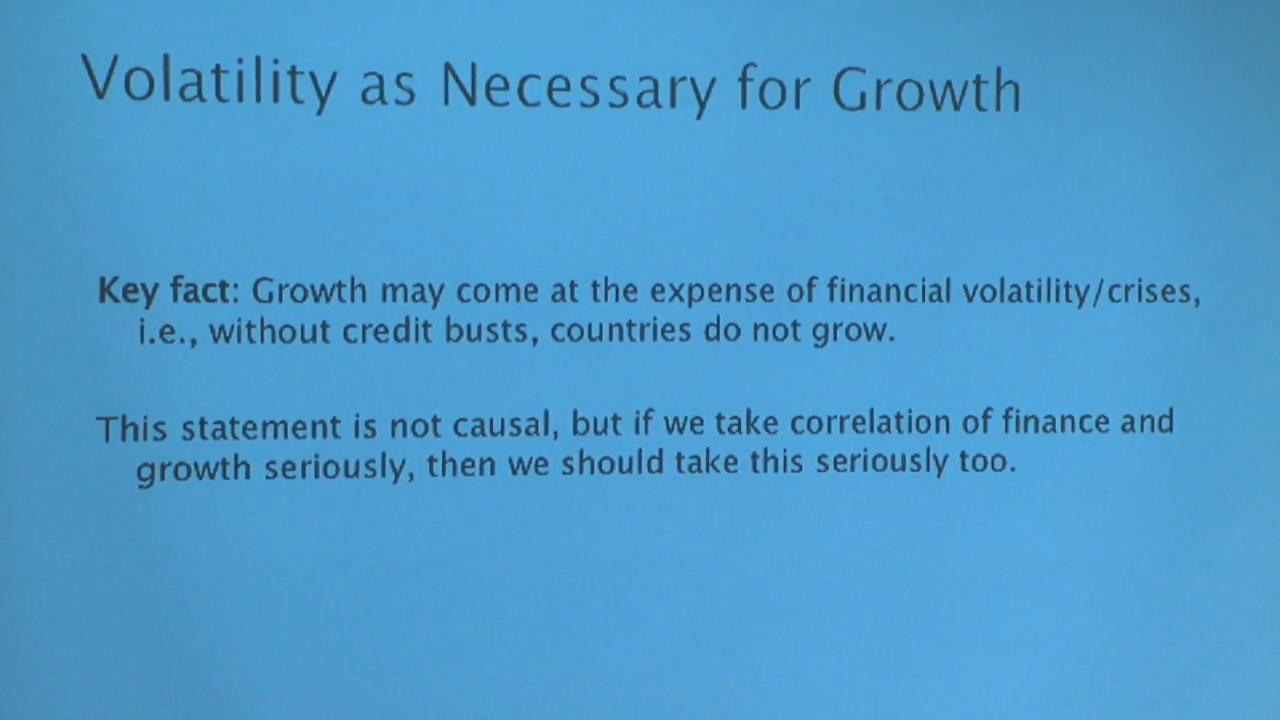 Volatility as Necessary for Growth
Key fact: Growth may come at the expense of financial volatility/crises,
i.e., without credit busts, countries do not grow.
This statement is not causal, but if we take correlation of finance and
growth seriously, then we should take this seriously too.